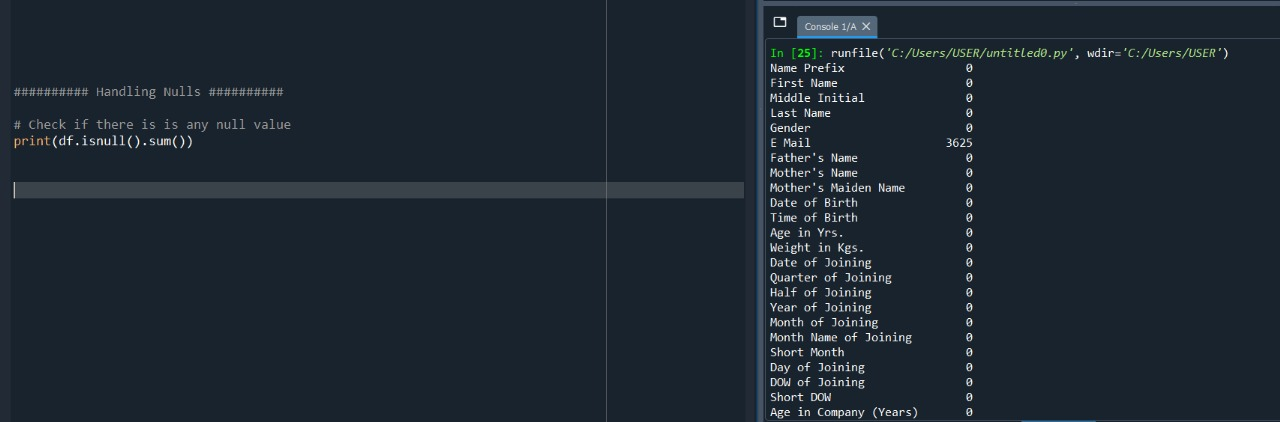 ########## Handling Nulls ##########
# Check if there is is any null value
print(df.isnull().sum())
Console 1/A
In [25]: runfile('C:/Users/USER/untitled0.py', wdir='C:/Users/USER')
Name Prefix 0
First Name 0
Middle Initial 0
Last Name 0
Gender 0
E Mail 3625
Father's Name 0
Mother's Name 0
Mother's Maiden Name 0
Date of Birth 0
Time of Birth 0
Age in Yrs. 0
Weight in Kgs. 0
Date of Joining 0
Quarter of Joining 0
Half of Joining 0
Year of Joining 0
Month of Joining 0
Month Name of Joining 0
Short Month 0
Day of Joining 0
DOW of Joining 0
Short DOW 0
Age in Company (Years) 0